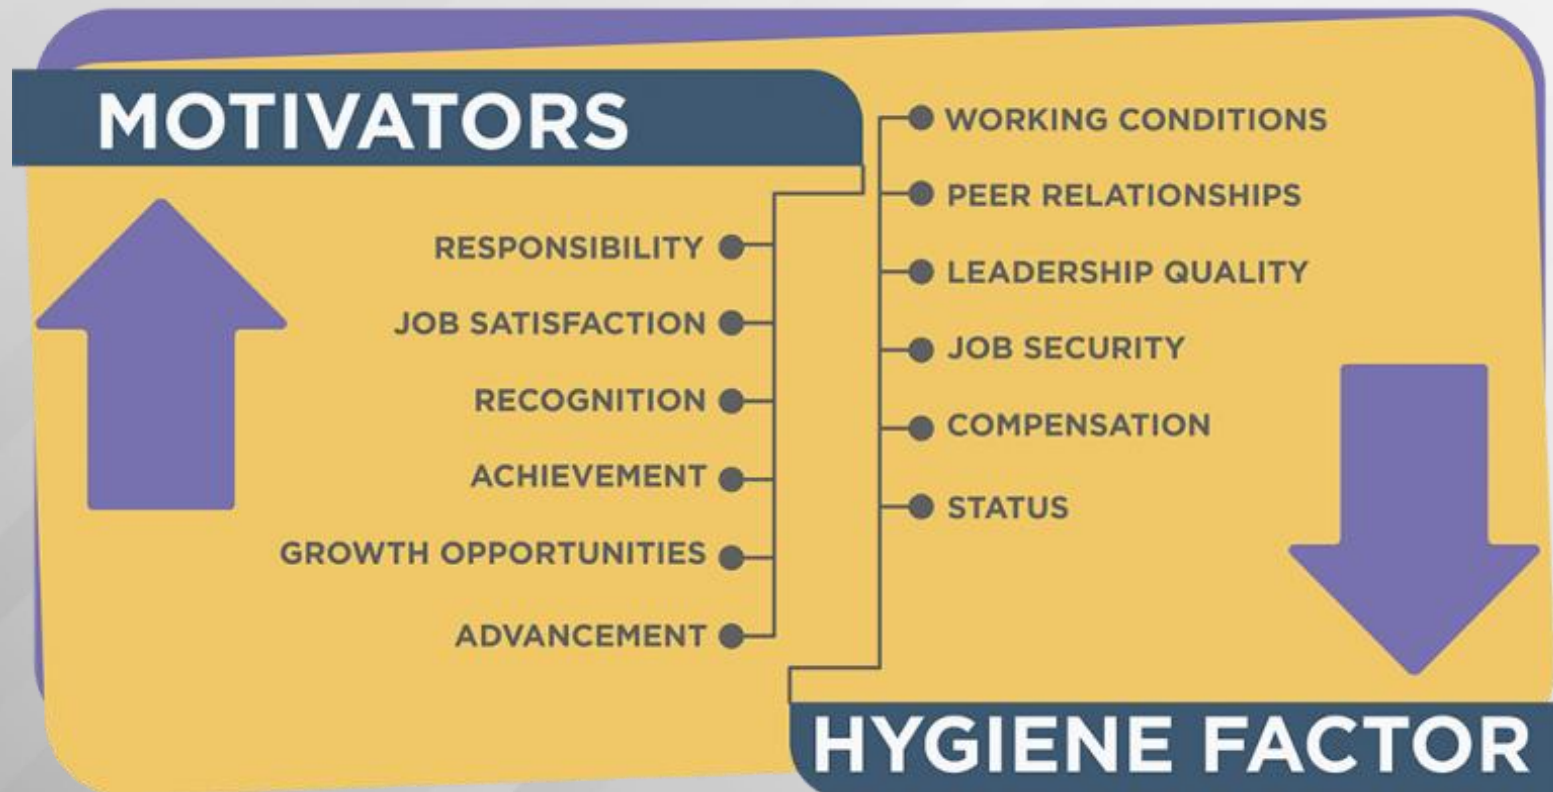 MOTIVATORS
RESPONSIBILITY
JOB SATISFACTION
RECOGNITION
ACHIEVEMENT
GROWTH OPPORTUNITIES
ADVANCEMENT
WORKING CONDITIONS
PEER RELATIONSHIPS
LEADERSHIP QUALITY
JOB SECURITY
COMPENSATION
STATUS
HYGIENE FACTOR